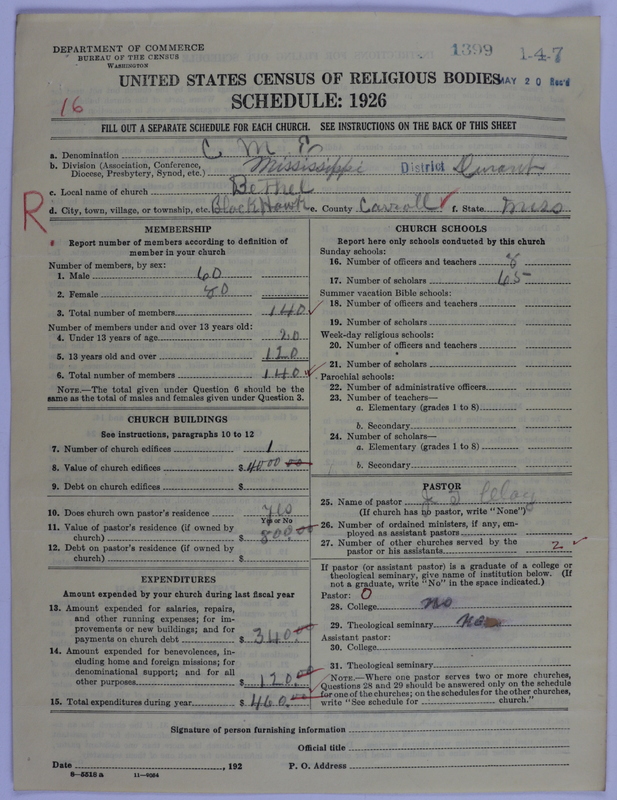 DEPARTMENT OF COMMERCE
BUREAU OF THE CENSUS
WASHINGTON
1399 1-47
UNITED STATES CENSUS OF RELIGIOUS BODIES
MAY 20 Rec'd
SCHEDULE: 1926
16
FILL OUT A SEPARATE SCHEDULE FOR EACH CHURCH. SEE INSTRUCTIONS ON THE BACK OF THIS SHEET
a. Denomination C M E
b. Division (Association, Conference, Diocese, Presbytery, Synod, etc.) Mississippi District Durant
c. Local name of church Bethel
d. City, town, village, or township, etc. Black Hawk e. County Carroll f. State Miss
R
MEMBERSHIP
Report number of members according to definition of
member in your church
Number of members, by sex:
1. Male 60
2. Female 80
3. Total number of members 140
Number of members under and over 13 years old:
4. Under 13 years of age 20
5. 13 years old and over 120
6. Total number of members 140
NOTE.—The total given under Question 6 should be the
same as the total of males and females given under Question 3.
CHURCH BUILDINGS
See instructions, paragraphs 10 to 12
7. Number of church edifices 1
8. Value of church edifices $ 4000 00
9. Debt on church edifices $
10. Does church own pastor's residence yes
Yes or No
11. Value of pastor's residence (if owned by
church) $ 800.00
12. Debt on pastor's residence (if owned by
church) $
EXPENDITURES
Amount expended by your church during last fiscal year
13. Amount expended for salaries, repairs,
and other running expenses; for im-
provements or new buildings; and for
payments on church debt $ 340.00
14. Amount expended for benevolences, in-
cluding home and foreign missions; for
denominational support; and for all
other purposes $ 120.00
15. Total expenditures during year $ 460.00
CHURCH SCHOOLS
Report here only schools conducted by this church
Sunday schools:
16. Number of officers and teachers 8
17. Number of scholars 65
Summer vacation Bible schools:
18. Number of officers and teachers
19. Number of scholars
Week-day religious schools:
20. Number of officers and teachers
21. Number of scholars
Parochial schools:
22. Number of administrative officers
23. Number of teachers—
a. Elementary (grades 1 to 8)
b. Secondary
24. Number of scholars—
a. Elementary (grades 1 to 8)
b. Secondary
PASTOR
25. Name of pastor
(If church has no pastor, write "None")
26. Number of ordained ministers, if any, em-
ployed as assistant pastors
27. Number of other churches served by the
pastor or his assistants 2
If pastor (or assistant pastor) is a graduate of a college or
theological seminary, give name of institution below. (If
not a graduate, write "No" in the space indicated.)
Pastor: 0
28. College no
29. Theological seminary no
Assistant pastor:
30. College
31. Theological seminary
NOTE.—Where one pastor serves two or more churches,
Questions 28 and 29 should be answered only on the schedule
for one of the churches; on the schedules for the other churches,
write "See schedule for church."
Signature of person furnishing information
Official title
Date , 192 P. O. Address
8—5518 a 11—9054